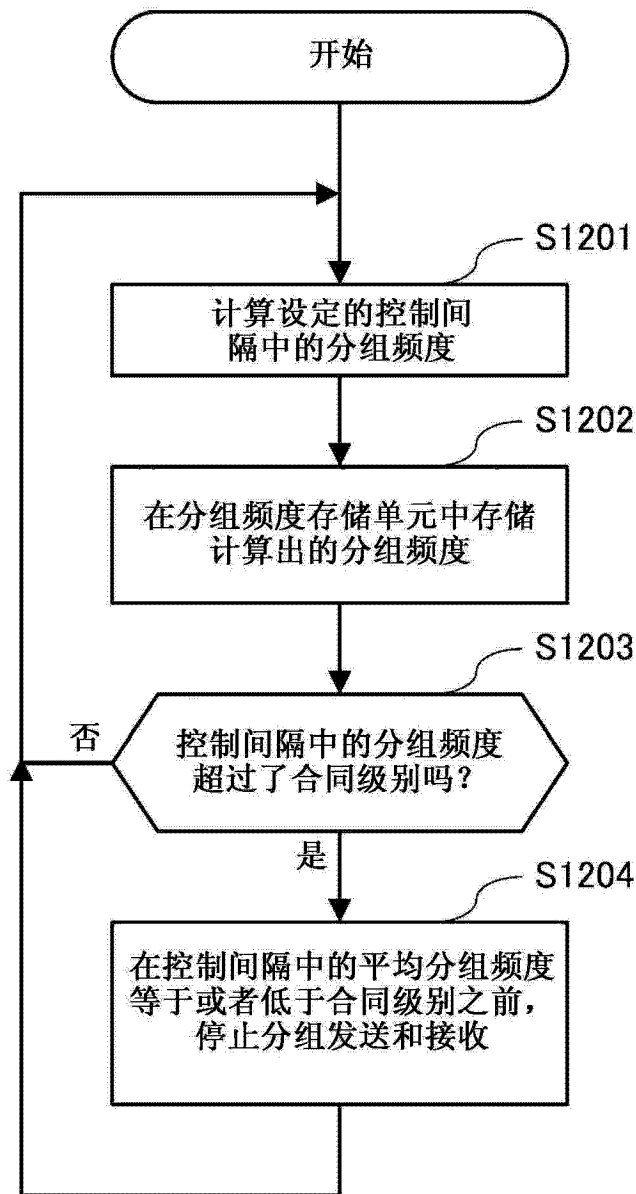 开始
S1201
计算设定的控制间
隔中的分组频度
S1202
在分组频度存储单元中存储
计算出的分组频度
S1203
否
控制间隔中的分组频度
超过了合同级别吗?
是
S1204
在控制间隔中的平均分组频度
等于或者低于合同级别之前,
停止分组发送和接收